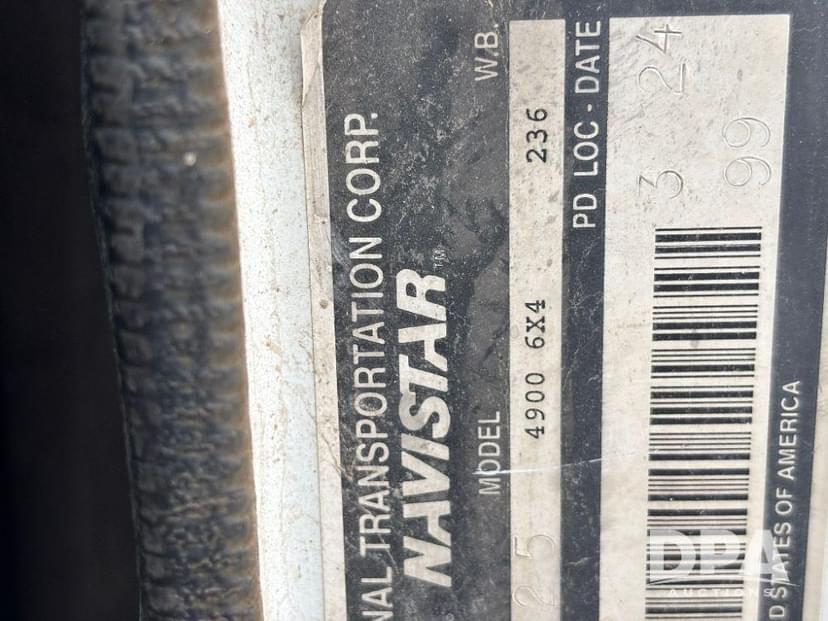 NAL TRANSPORTATION CORP.
NAVISTAR™
MODEL W.B.
25 4900 6X4 236
PD LOC - DATE
3 24
99
D STATES OF AMERICA
DPA
AUCTIONS